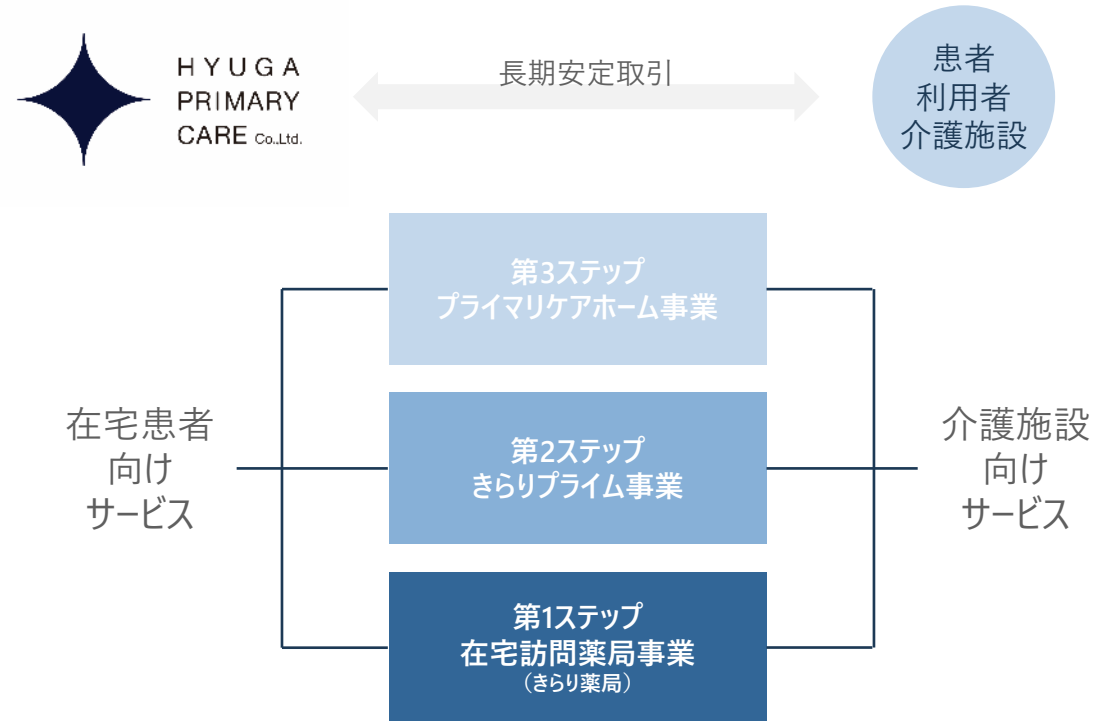 HYUGA
PRIMARY
CARE Co.,Ltd.
長期安定取引
患者
利用者
介護施設
第3ステップ
プライマリケアホーム事業
在宅患者
向け
サービス
第2ステップ
きらりプライム事業
介護施設
向け
サービス
第1ステップ
在宅訪問薬局事業
（きらり薬局）